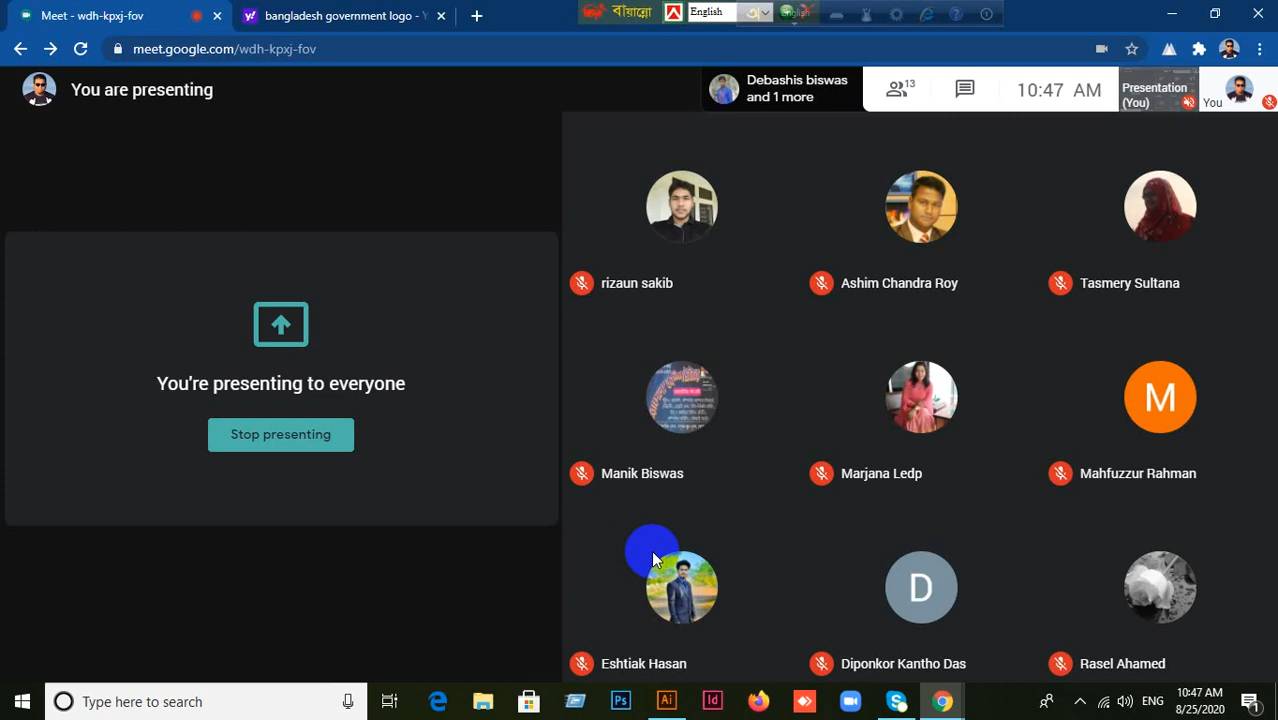 Meet - wdh-kpxj-fov
bangladesh government logo - Y
বায়ান্নো
English
English
meet.google.com/wdh-kpxj-fov
You are presenting
Debashis biswas
and 1 more
13
10:47 AM
Presentation
(You)
You
rizaun sakib
Ashim Chandra Roy
Tasmery Sultana
You're presenting to everyone
Stop presenting
M
Manik Biswas
Marjana Ledp
Mahfuzzur Rahman
D
Eshtiak Hasan
Diponkor Kantho Das
Rasel Ahamed
Type here to search
Ps
Ai
Id
ENG
10:47 AM
8/25/2020
1